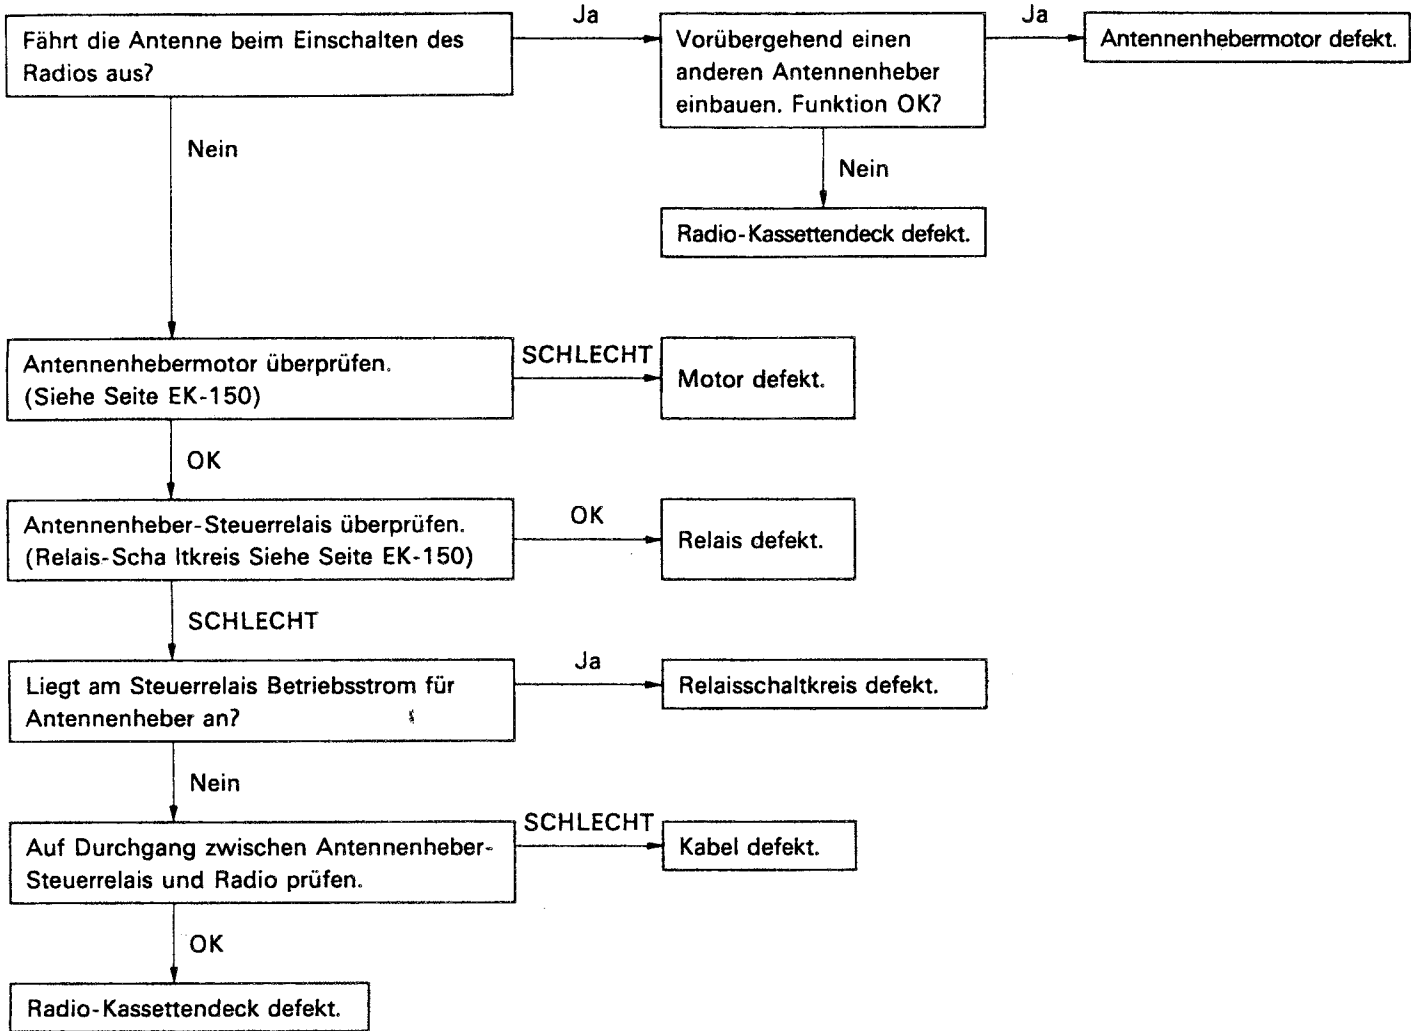 Fährt die Antenne beim Einschalten des
Radios aus?
Ja
Vorübergehend einen
anderen Antennenheber
einbauen. Funktion OK?
Ja
Antennenhebermotor defekt.
Nein
Nein
Radio-Kassettendeck defekt.
Antennenhebermotor überprüfen.
(Siehe Seite EK-150)
SCHLECHT
Motor defekt.
OK
Antennenheber-Steuerrelais überprüfen.
(Relais-Scha ltkreis Siehe Seite EK-150)
OK
Relais defekt.
SCHLECHT
Liegt am Steuerrelais Betriebsstrom für
Antennenheber an?
Ja
Relaisschaltkreis defekt.
Nein
Auf Durchgang zwischen Antennenheber-
Steuerrelais und Radio prüfen.
SCHLECHT
Kabel defekt.
OK
Radio-Kassettendeck defekt.